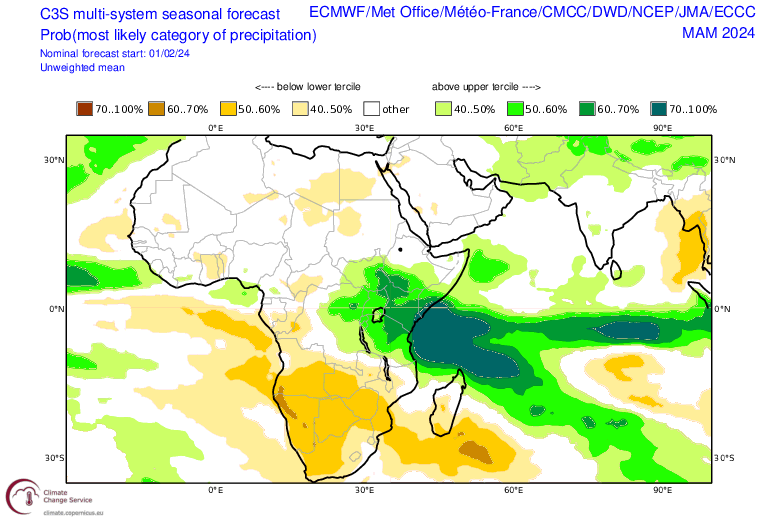 C3S multi-system seasonal forecast ECMWF/Met Office/Météo-France/CMCC/DWD/NCEP/JMA/ECCC
Prob(most likely category of precipitation) MAM 2024
Nominal forecast start: 01/02/24
Unweighted mean
<---- below lower tercile above upper tercile ---->
70..100% 60..70% 50..60% 40..50% other 40..50% 50..60% 60..70% 70..100%
0°E 30°E 60°E 90°E
30°N 30°N
0°N 0°N
30°S 30°S
0°E 30°E 60°E 90°E
Climate
Change Service
climate.copernicus.eu